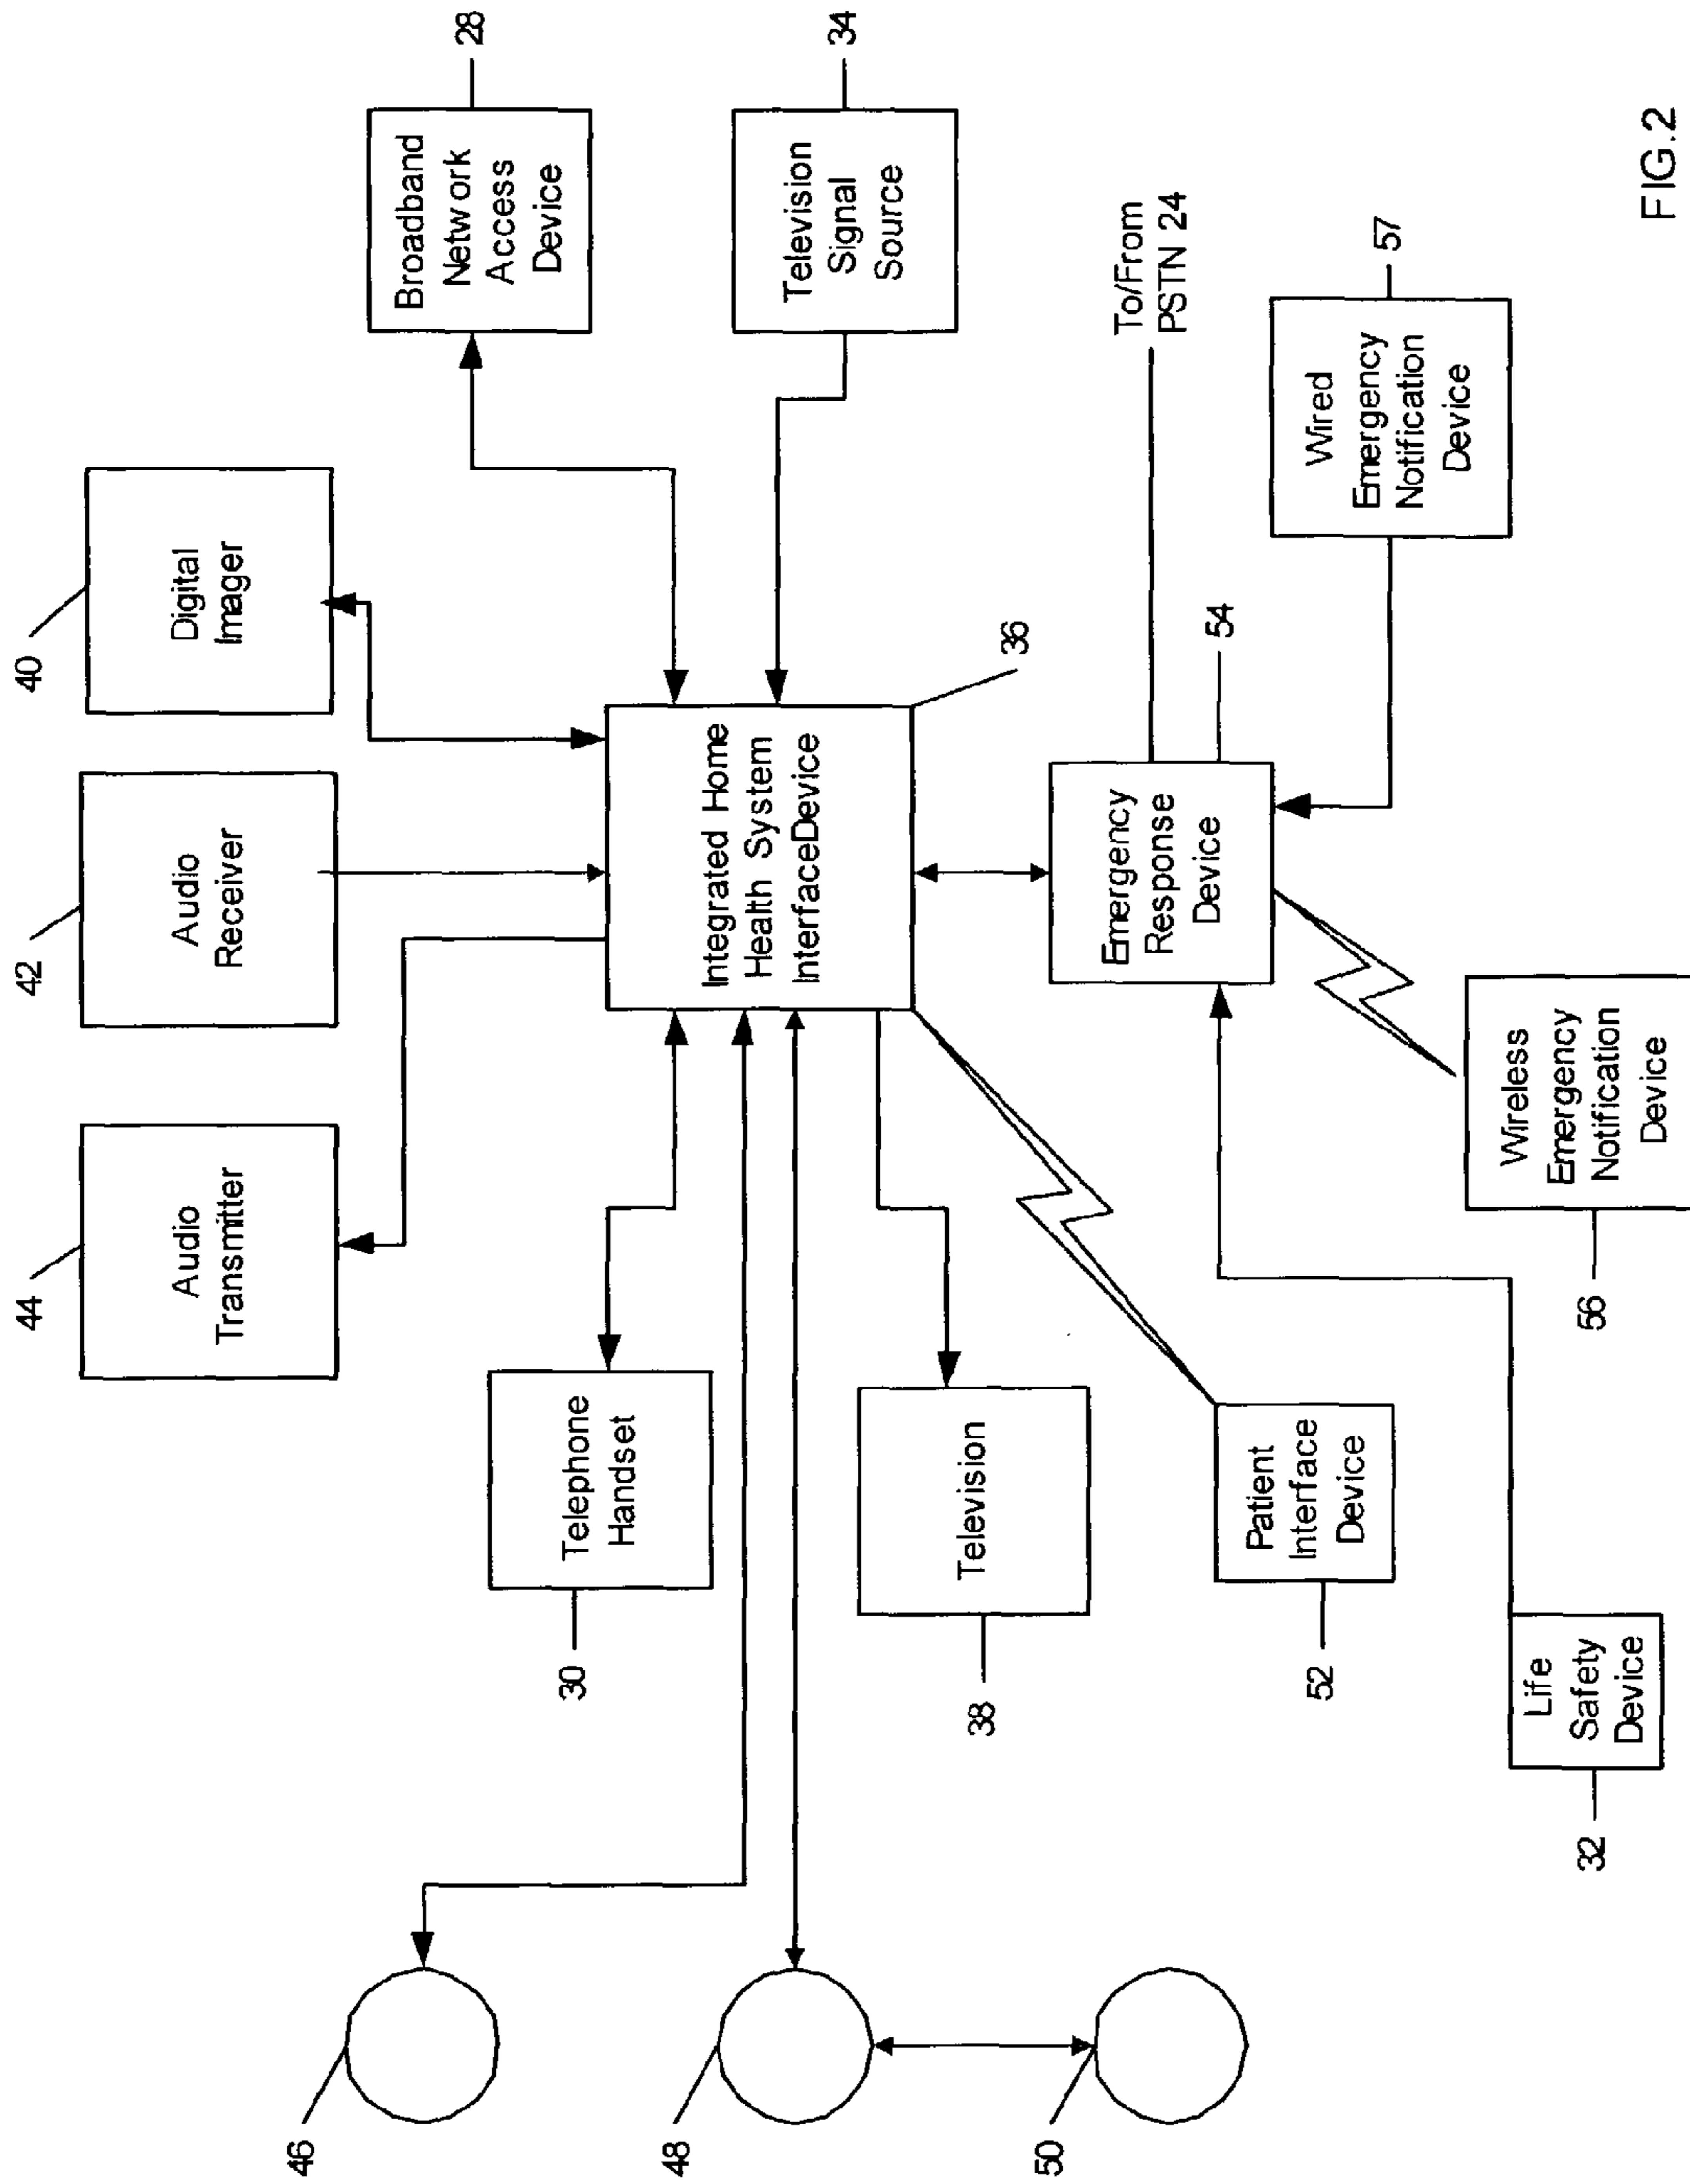 44
42
40
Audio
Transmitter
Audio
Receiver
Digital
Imager
46
Broadband
Network
Access
Device
28
Telephone
Handset
30
48
Integrated Home
Health System
InterfaceDevice
Television
Signal
Source
34
Television
38
36
50
Emergency
Response
Device
54
To/From
PSTN 24
Patient
Interface
Device
52
Wired
Emergency
Notification
Device
57
Wireless
Emergency
Notification
Device
56
Life
Safety
Device
32
FIG.2